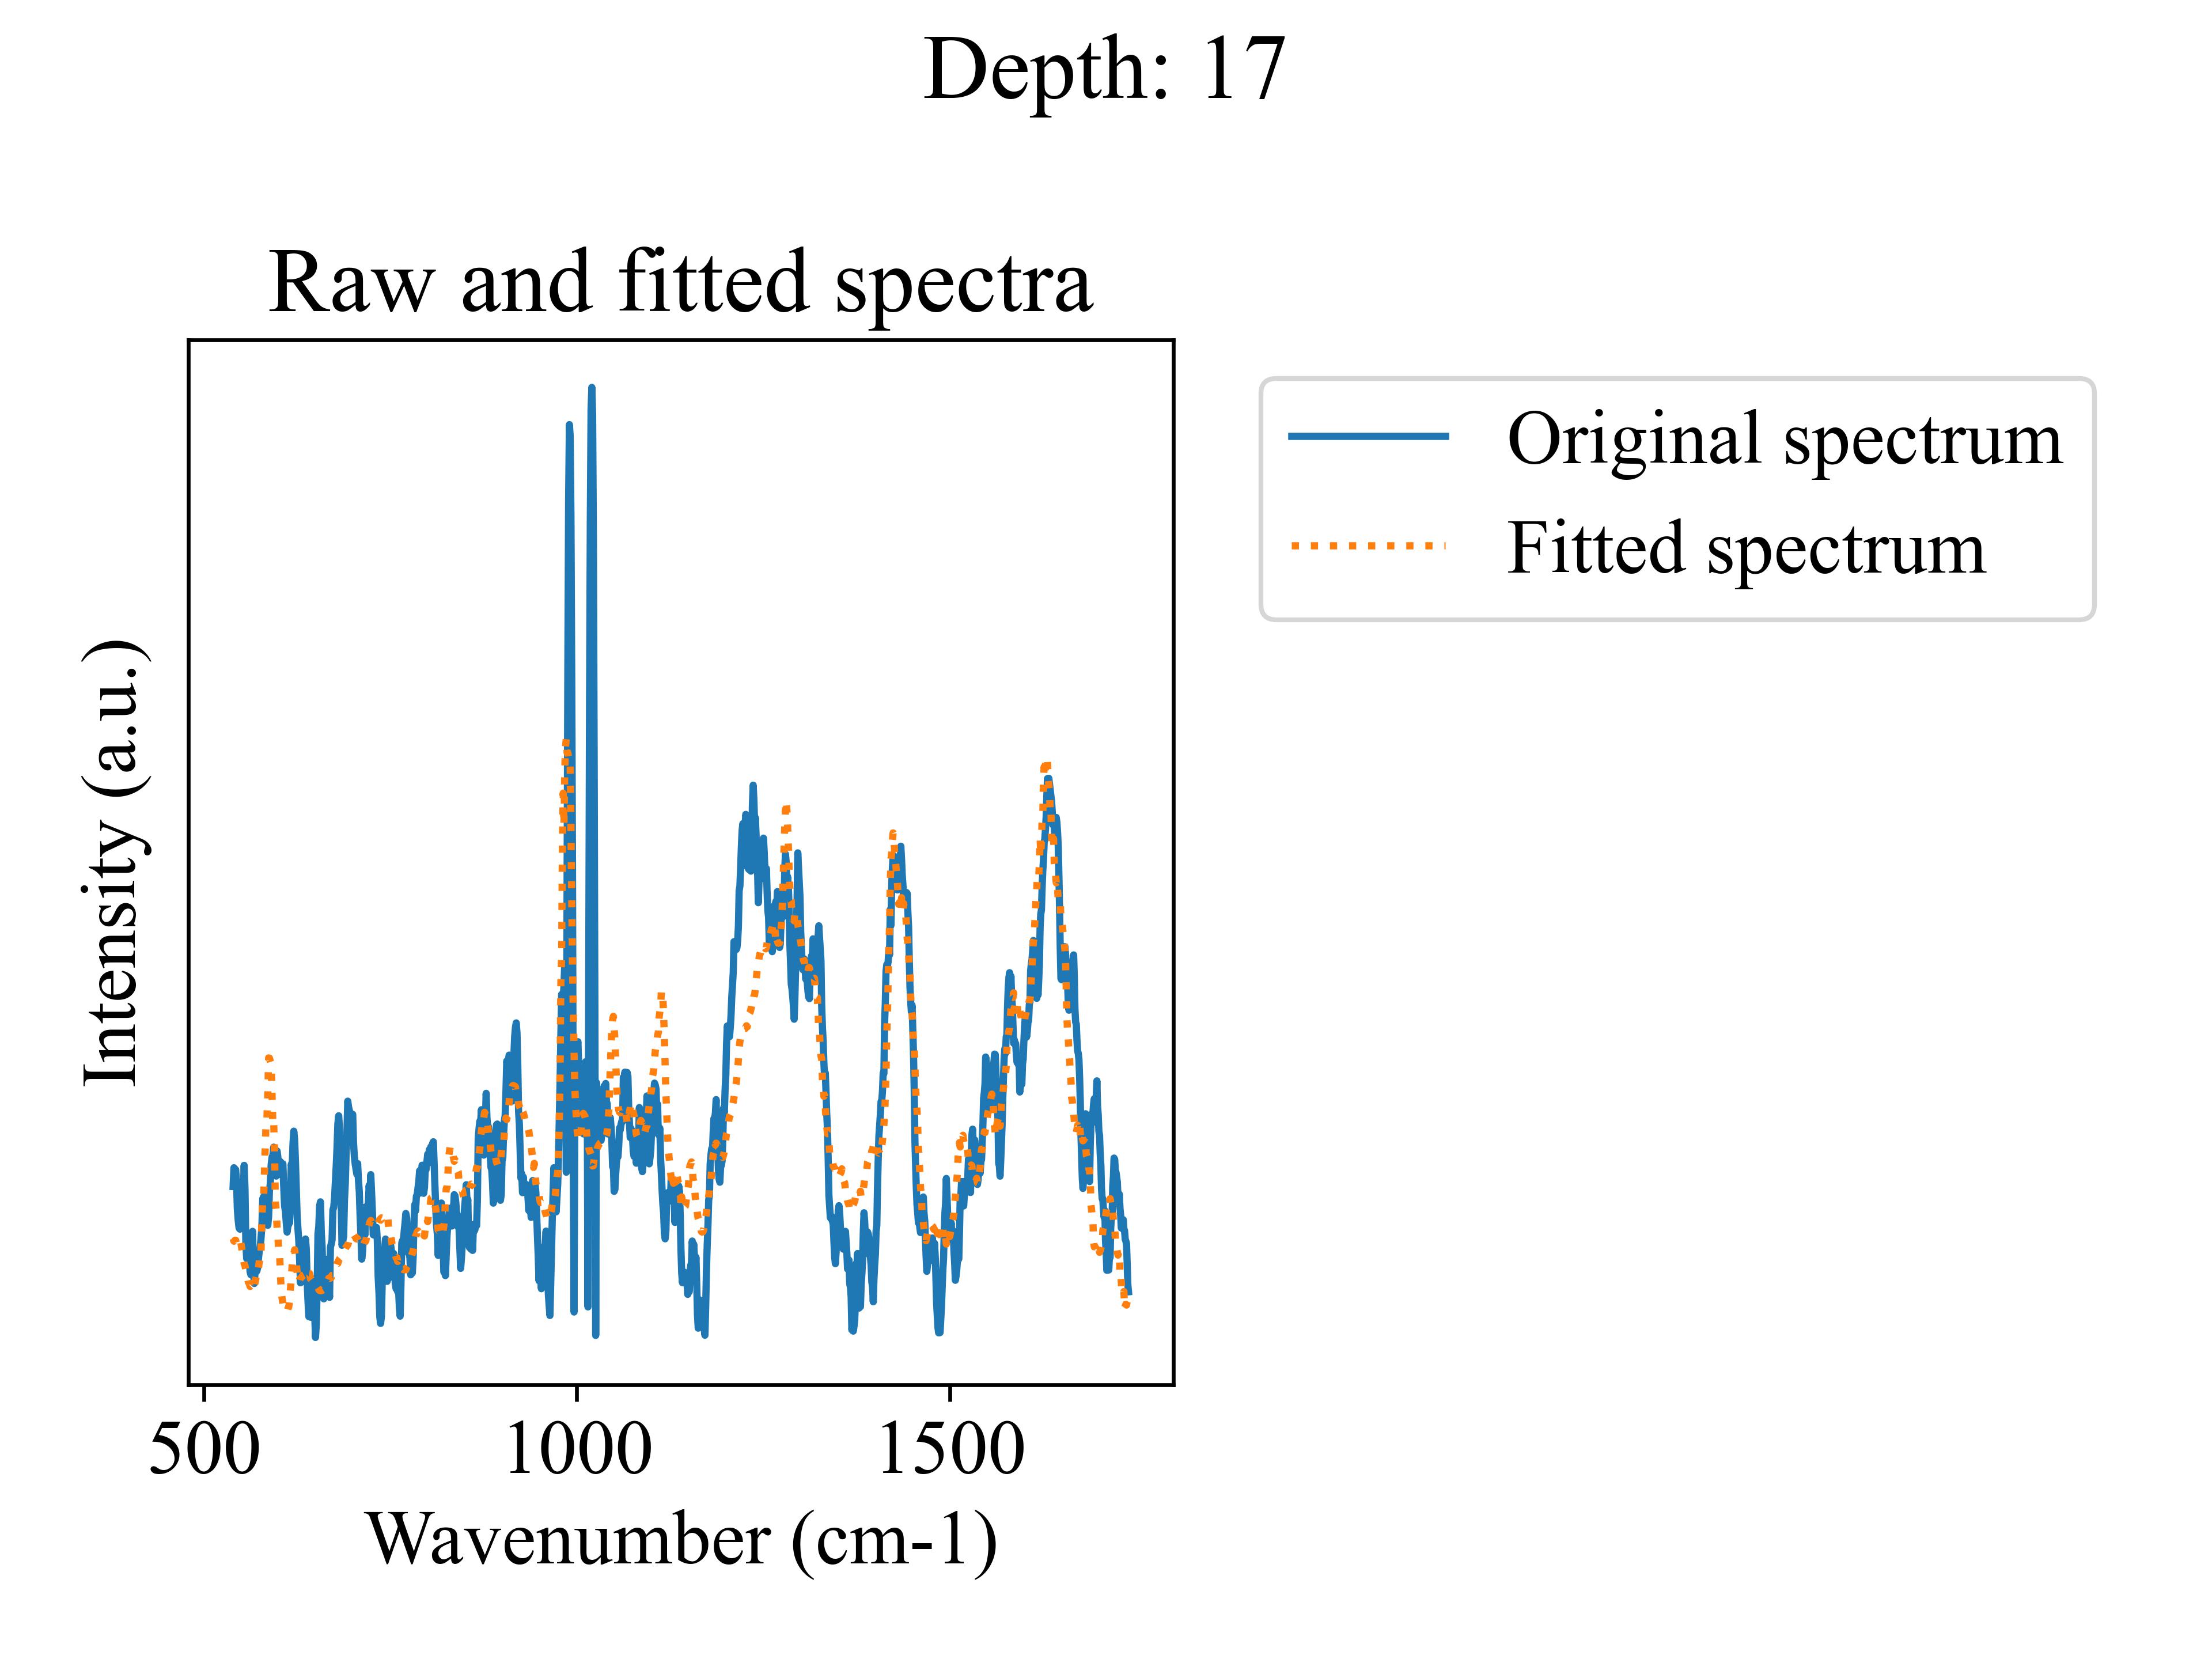 Depth: 17
Raw and fitted spectra
Original spectrum
Fitted spectrum
Intensity (a.u.)
500 1000 1500
Wavenumber (cm-1)